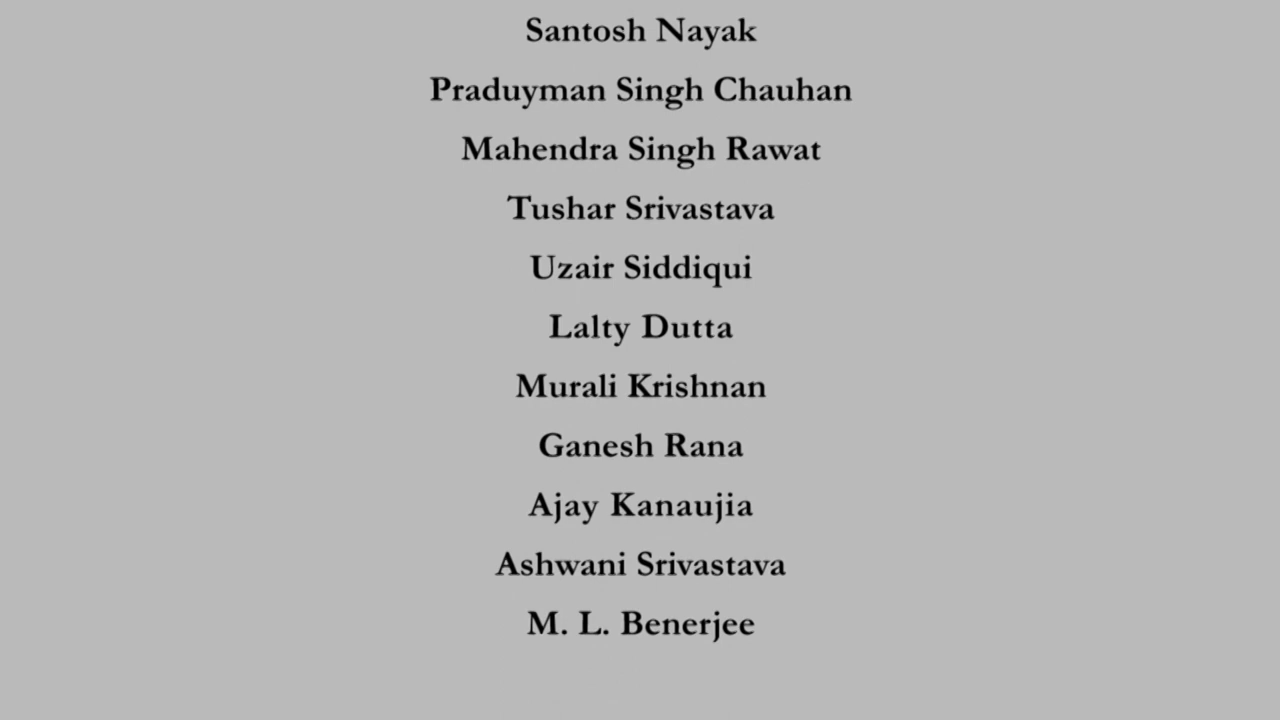 Santosh Nayak
Praduyman Singh Chauhan
Mahendra Singh Rawat
Tushar Srivastava
Uzair Siddiqui
Lalty Dutta
Murali Krishnan
Ganesh Rana
Ajay Kanaujia
Ashwani Srivastava
M. L. Benerjee